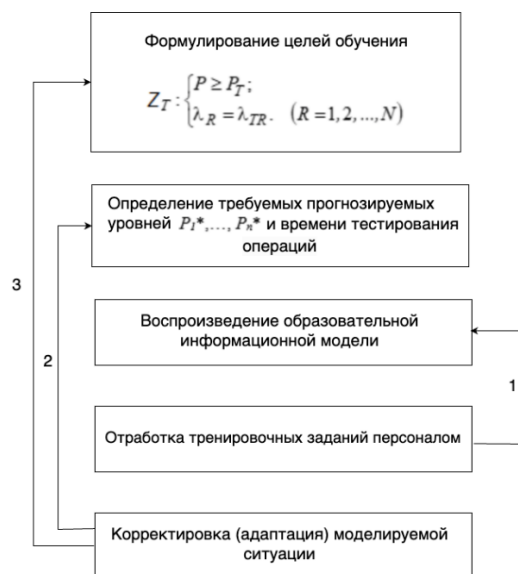 Формулирование целей обучения
Z_T : { P ≥ P_T ;
λ_R = λ_TR. (R = 1, 2, ..., N)
Определение требуемых прогнозируемых
уровней P_1*,..., P_n* и времени тестирования
операций
3
Воспроизведение образовательной
информационной модели
2
1
Отработка тренировочных заданий персоналом
Корректировка (адаптация) моделируемой
ситуации